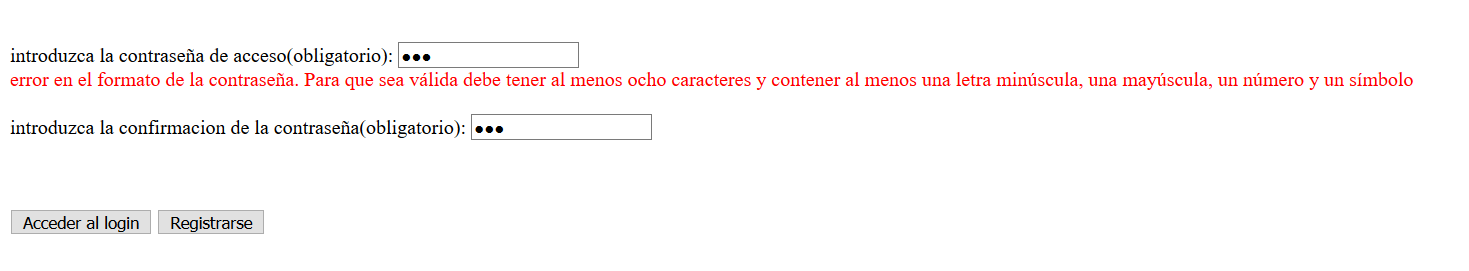 introduzca la contraseña de acceso(obligatorio): •••
error en el formato de la contraseña. Para que sea válida debe tener al menos ocho caracteres y contener al menos una letra minúscula, una mayúscula, un número y un símbolo
introduzca la confirmacion de la contraseña(obligatorio): •••
Acceder al login Registrarse